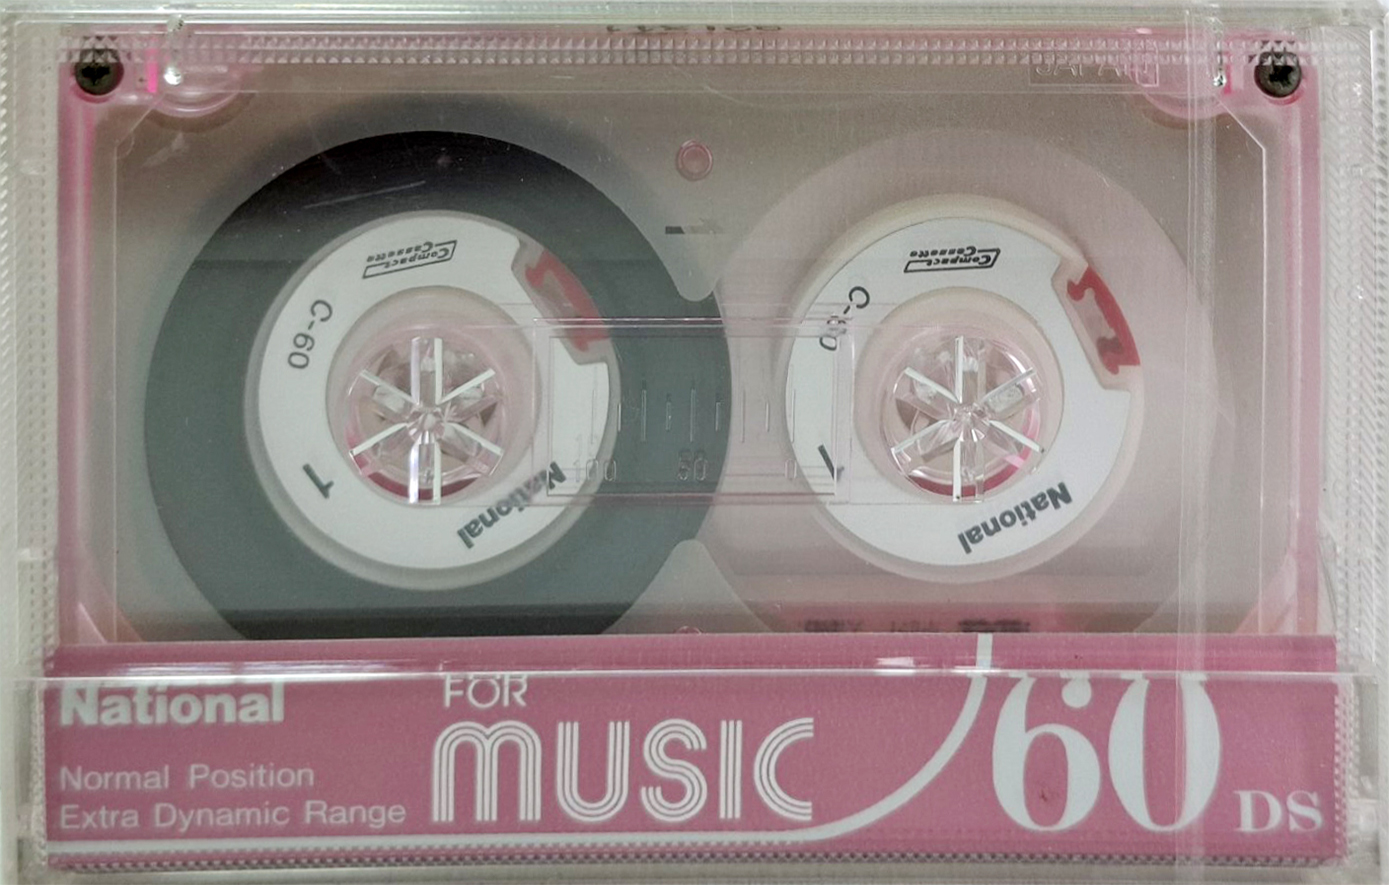 JAPAN
Compact
Cassette
C-60
1
National
Compact
Cassette
C-60
1
National
100 50 0
National
Normal Position
Extra Dynamic Range
FOR
MUSIC
60
DS